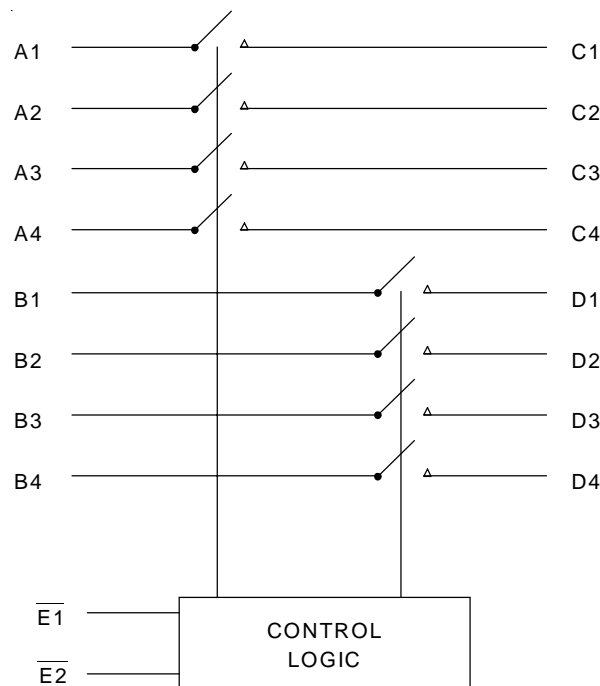 A1 C1
A2 C2
A3 C3
A4 C4
B1 D1
B2 D2
B3 D3
B4 D4
E1
E2
CONTROL
LOGIC